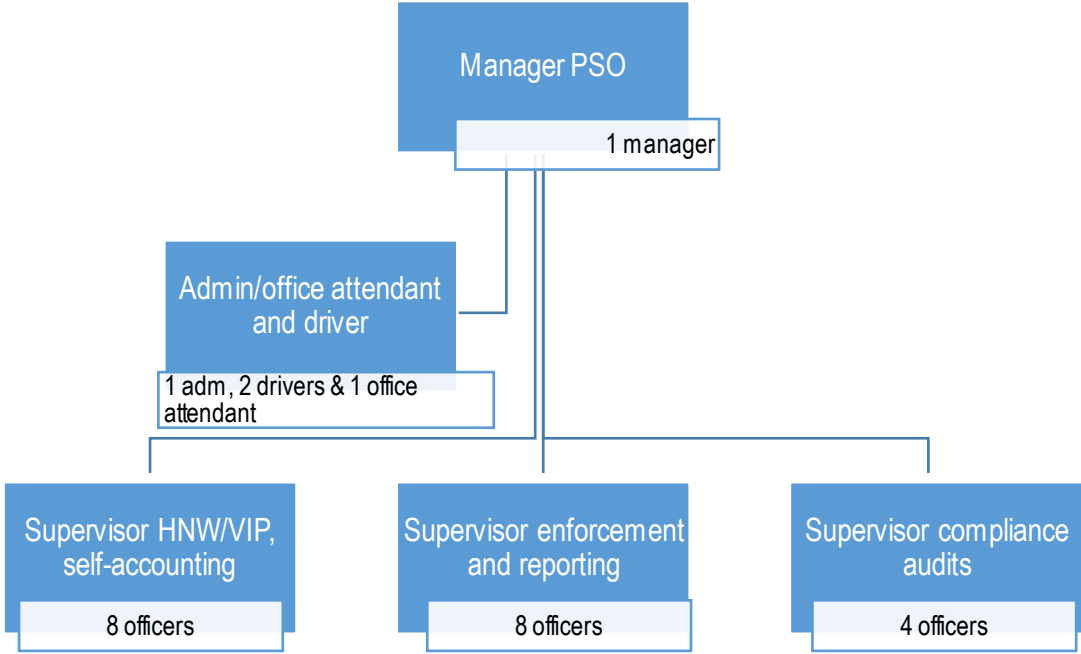 Manager PSO
1 manager
Admin/office attendant
and driver
1 adm, 2 drivers & 1 office
attendant
Supervisor HNW/VIP,
self-accounting
8 officers
Supervisor enforcement
and reporting
8 officers
Supervisor compliance
audits
4 officers